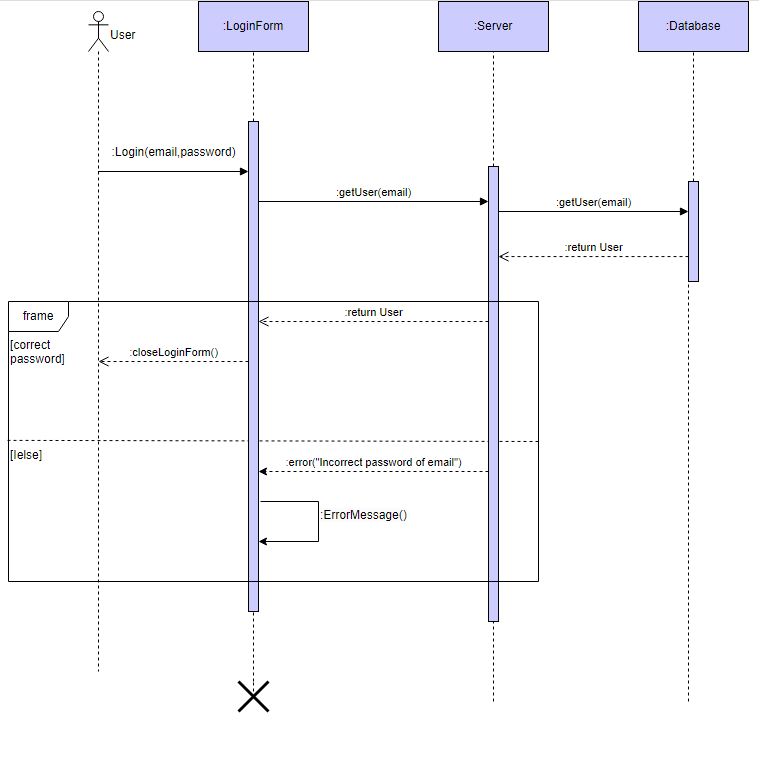 User
:LoginForm
:Server
:Database
:Login(email,password)
:getUser(email)
:getUser(email)
:return User
frame
:return User
[correct
password]
:closeLoginForm()
[lelse]
:error("Incorrect password of email")
:ErrorMessage()